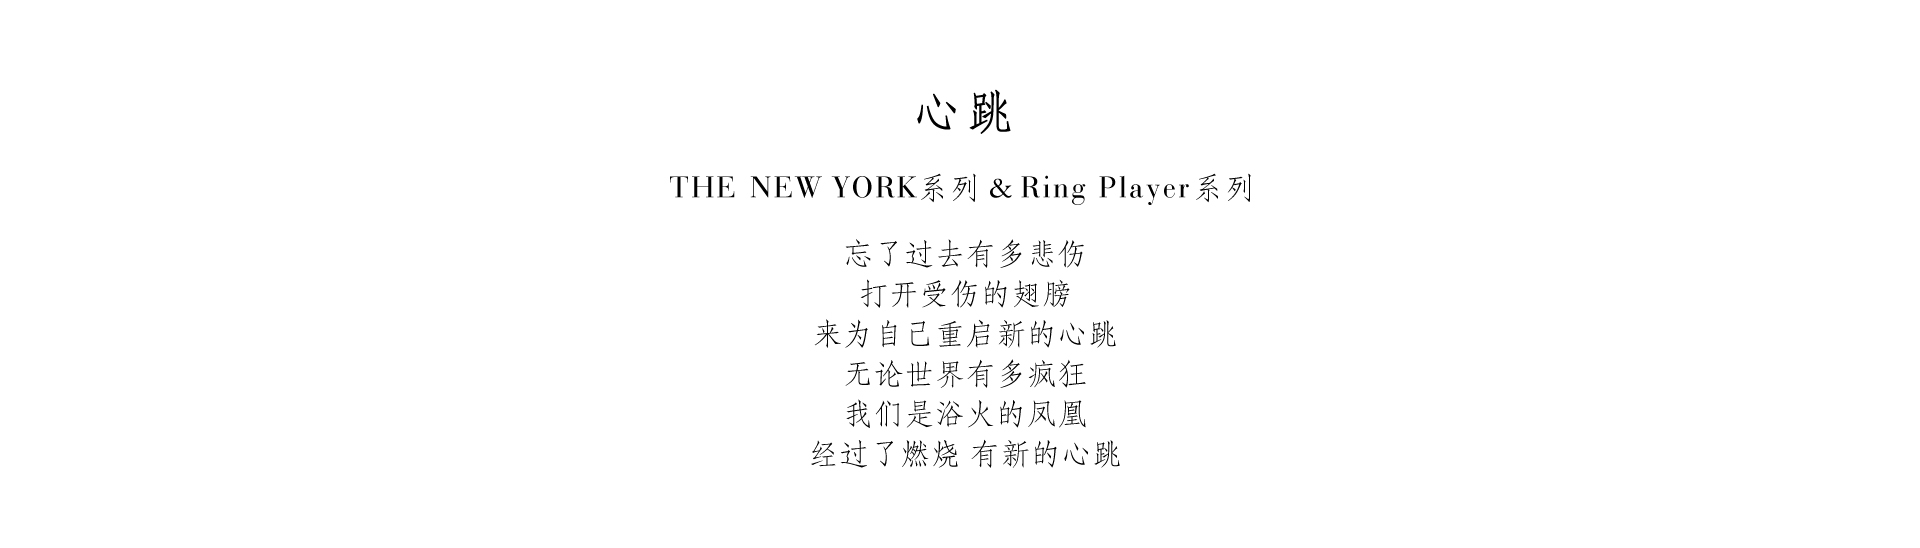 心跳
THE NEW YORK系列 & Ring Player系列
忘了过去有多悲伤
打开受伤的翅膀
来为自己重启新的心跳
无论世界有多疯狂
我们是浴火的凤凰
经过了燃烧 有新的心跳